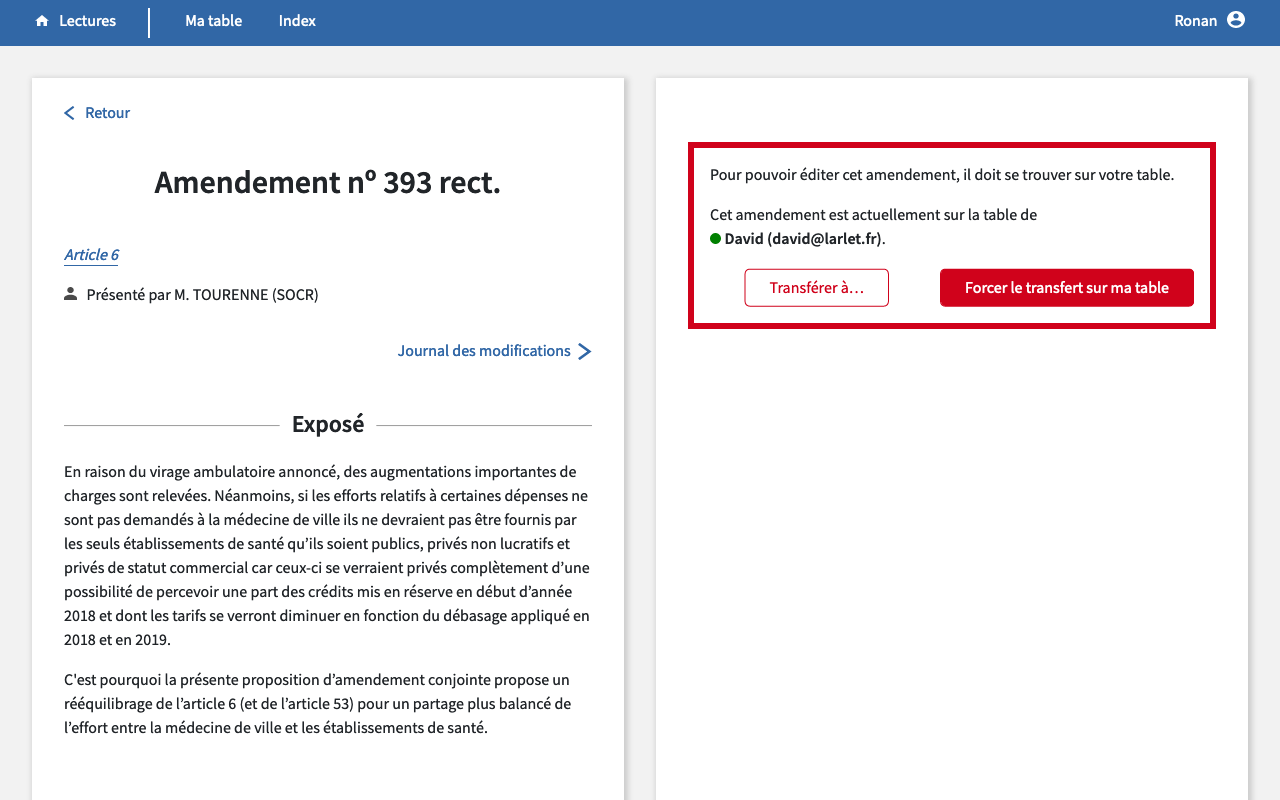 Lectures
Ma table
Index
Ronan
Retour
Amendement nº 393 rect.
Article 6
Présenté par M. TOURENNE (SOCR)
Journal des modifications
Exposé
En raison du virage ambulatoire annoncé, des augmentations importantes de
charges sont relevées. Néanmoins, si les efforts relatifs à certaines dépenses ne
sont pas demandés à la médecine de ville ils ne devraient pas être fournis par
les seuls établissements de santé qu’ils soient publics, privés non lucratifs et
privés de statut commercial car ceux-ci se verraient privés complètement d’une
possibilité de percevoir une part des crédits mis en réserve en début d’année
2018 et dont les tarifs se verront diminuer en fonction du débasage appliqué en
2018 et en 2019.
C'est pourquoi la présente proposition d’amendement conjointe propose un
rééquilibrage de l’article 6 (et de l’article 53) pour un partage plus balancé de
l’effort entre la médecine de ville et les établissements de santé.
Pour pouvoir éditer cet amendement, il doit se trouver sur votre table.
Cet amendement est actuellement sur la table de
David (david@larlet.fr).
Transférer à…
Forcer le transfert sur ma table